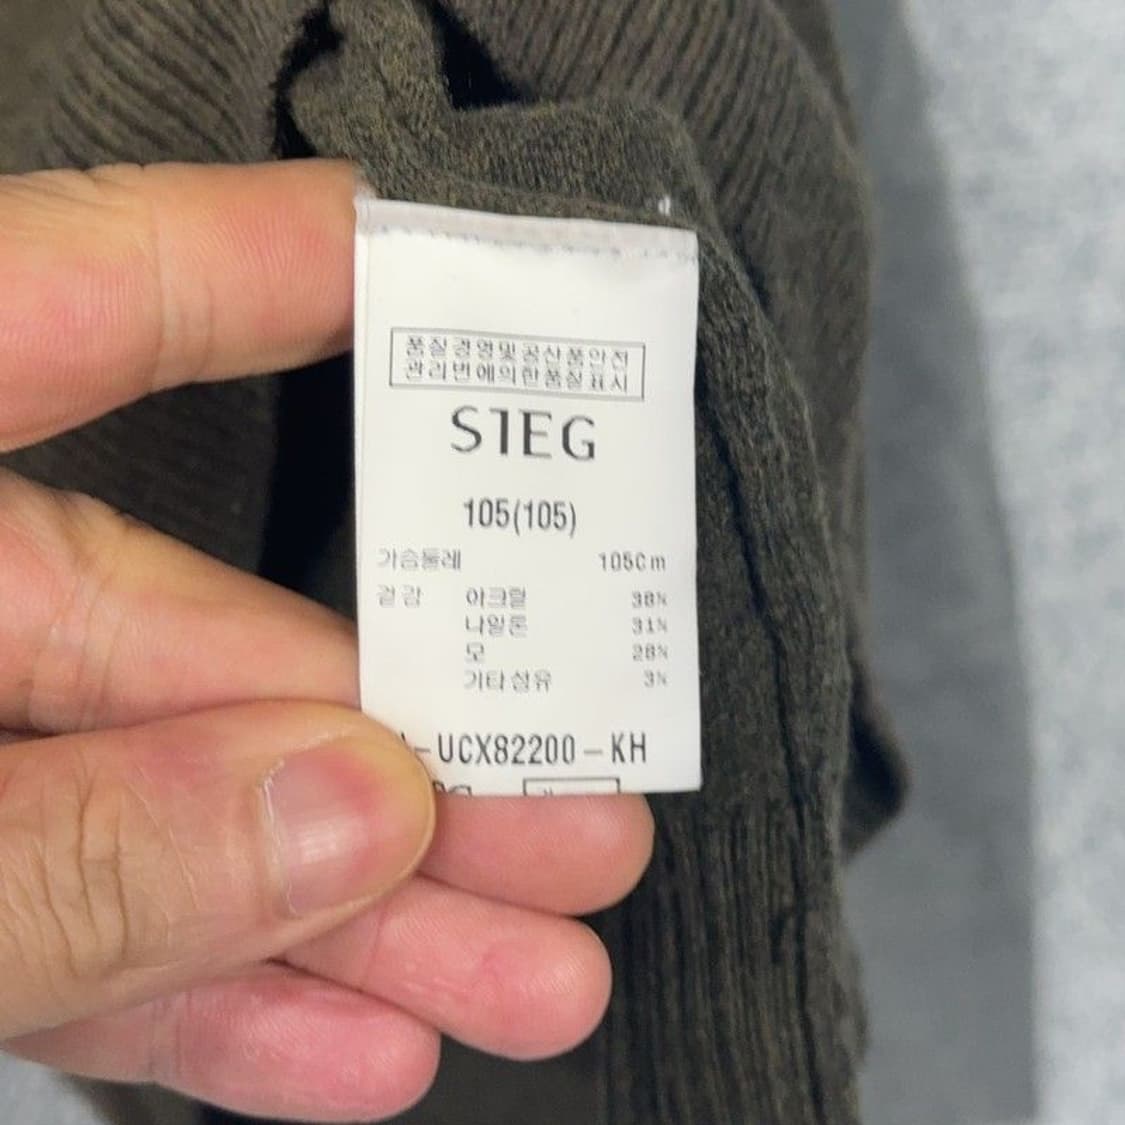 품질경영및공산품안전
관리법에의한품질표시
SIEG
105(105)
가슴둘레 105Cm
겉감 아크릴 38%
나일론 31%
모 28%
기타섬유 3%
-UCX82200-KH